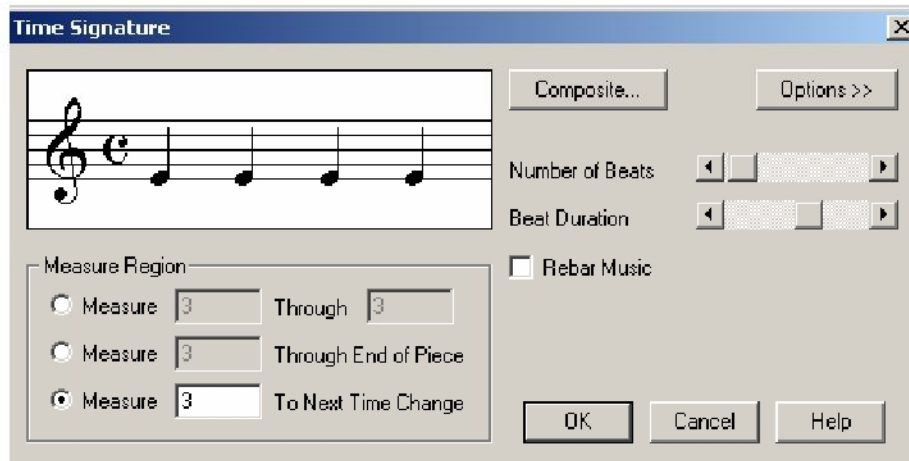 Time Signature
Composite...
Options >>
Number of Beats
Beat Duration
Rebar Music
Measure Region
Measure 3 Through 3
Measure 3 Through End of Piece
Measure 3 To Next Time Change
OK Cancel Help